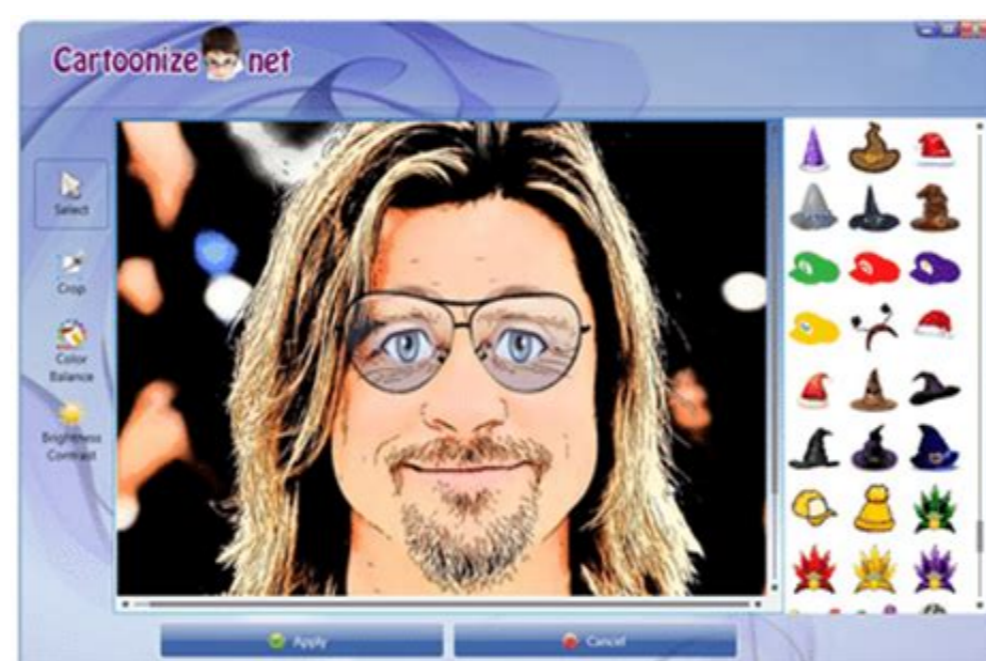 Cartoonize net
Select
Crop
Color
Balance
Brightness
Contrast
Apply
Cancel